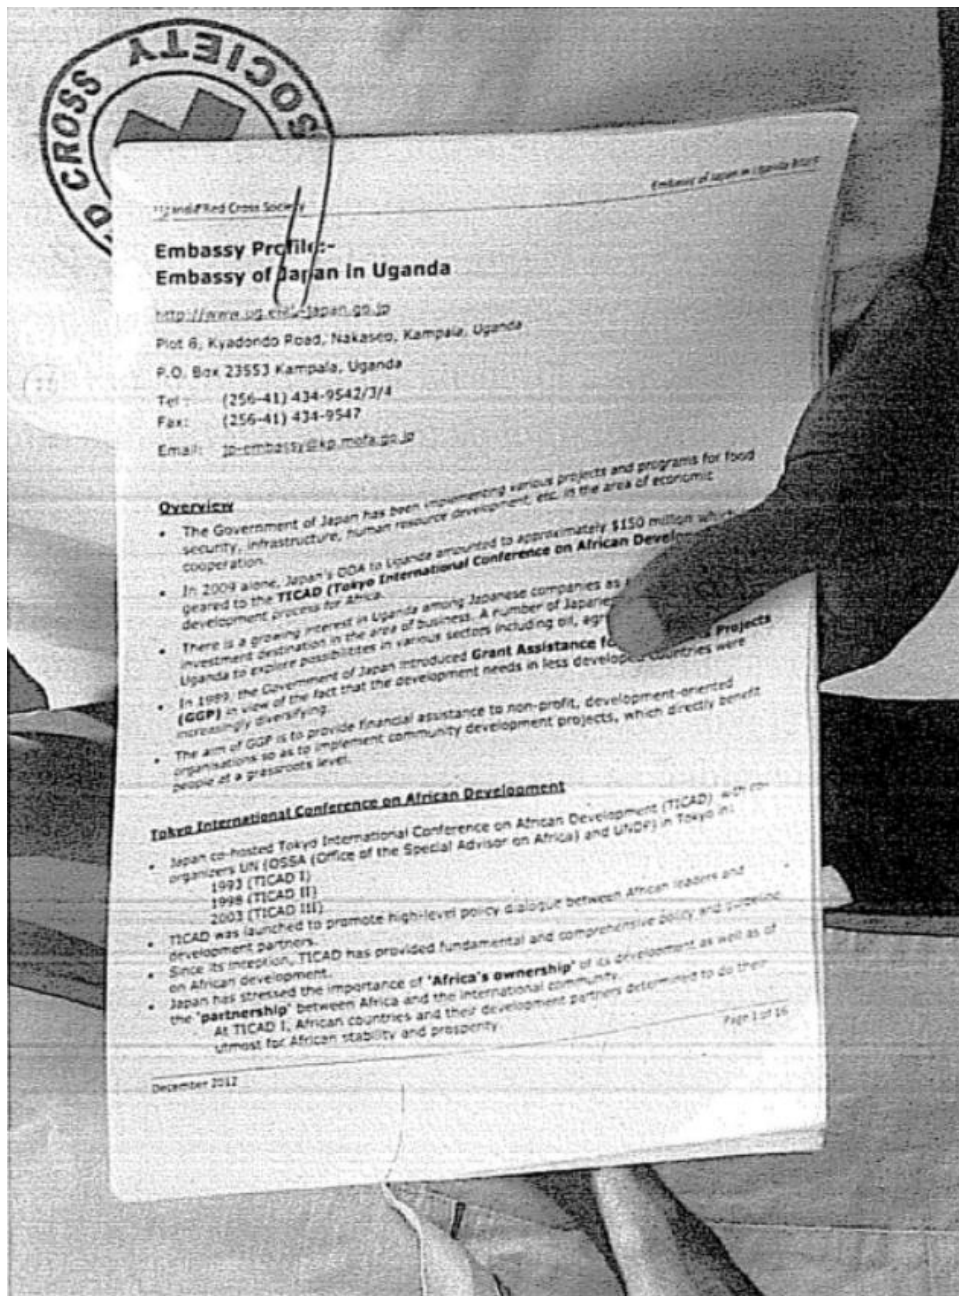 CROSS SOCIETY
Uganda Red Cross Society
Embassy of Japan in Uganda
Embassy Profile:-
Embassy of Japan in Uganda
Plot 6, Kyadondo Road, Nakasero, Kampala, Uganda
P.O. Box 23553 Kampala, Uganda
Tel : (256-41) 434-9542/3/4
Fax: (256-41) 434-9547
Email: jp-embassy@kp.mofa.go.jp
Overview
• The Government of Japan has been implementing various projects and programs for food
security, infrastructure, human resource development, etc. in the area of economic
cooperation.
• In 2009 alone, Japan's ODA to Uganda amounted to approximately $150 million which
geared to the TICAD (Tokyo International Conference on African
development process for Africa.
• There is a growing interest in Uganda among Japanese companies as
investment destination in the area of business. A number of
Uganda to explore possibilities in various sectors including oil,
• In 1989, the Government of Japan introduced Grant Assistance Projects
(GGP) in view of the fact that the development needs in less developed countries were
increasingly diversifying.
• The aim of GGP is to provide financial assistance to non-profit, development-oriented
organisations so as to implement community development projects, which directly benefit
people at a grassroots level.
Tokyo International Conference on African Development
• Japan co-hosted Tokyo International Conference on African Development (TICAD) with co-
organizers UN (OSSA (Office of the Special Advisor on Africa) and UNDP) in Tokyo in:
1993 (TICAD I)
1998 (TICAD II)
2003 (TICAD III)
• TICAD was launched to promote high-level policy dialogue between African leaders and
development partners.
• Since its inception, TICAD has provided fundamental and comprehensive policy and guideline
on African development.
• Japan has stressed the importance of 'Africa's ownership' of its development as well as of
the 'partnership' between Africa and the international community.
At TICAD I, African countries and their development partners determined to do their
utmost for African stability and prosperity.
December 2012
Page 1 of 16